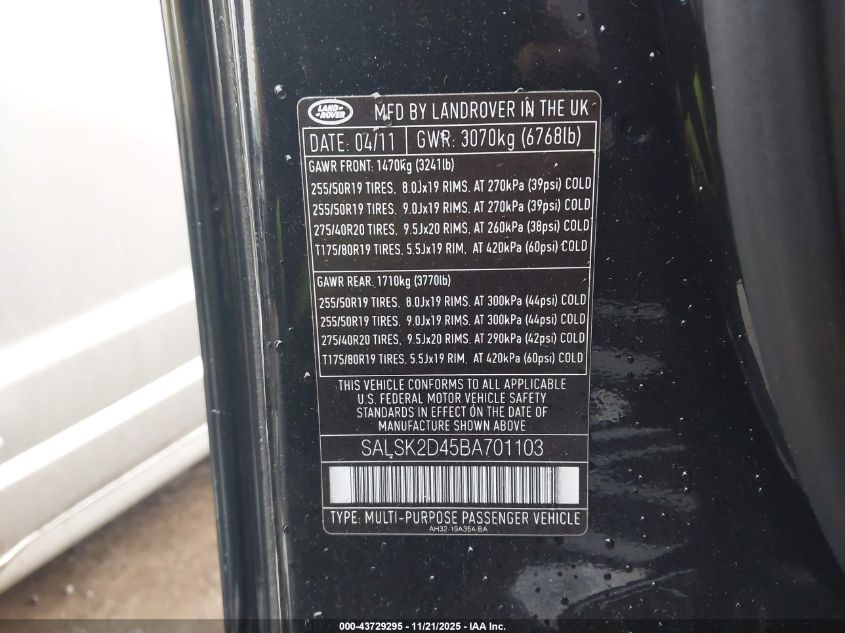 LAND-
-ROVER
MFD BY LANDROVER IN THE UK
DATE: 04/11 GWR: 3070kg (6768lb)
GAWR FRONT: 1470kg (3241lb)
255/50R19 TIRES, 8.0Jx19 RIMS, AT 270kPa (39psi) COLD
255/50R19 TIRES, 9.0Jx19 RIMS, AT 270kPa (39psi) COLD
275/40R20 TIRES, 9.5Jx20 RIMS, AT 260kPa (38psi) COLD
T175/80R19 TIRES, 5.5Jx19 RIM, AT 420kPa (60psi) COLD
GAWR REAR: 1710kg (3770lb)
255/50R19 TIRES, 8.0Jx19 RIMS, AT 300kPa (44psi) COLD
255/50R19 TIRES, 9.0Jx19 RIMS, AT 300kPa (44psi) COLD
275/40R20 TIRES, 9.5Jx20 RIMS, AT 290kPa (42psi) COLD
T175/80R19 TIRES, 5.5Jx19 RIM, AT 420kPa (60psi) COLD
THIS VEHICLE CONFORMS TO ALL APPLICABLE
U.S. FEDERAL MOTOR VEHICLE SAFETY
STANDARDS IN EFFECT ON THE DATE OF
MANUFACTURE SHOWN ABOVE
SALSK2D45BA701103
TYPE: MULTI-PURPOSE PASSENGER VEHICLE
AH32-19A354-BA
000-43729295 - 11/21/2025 - IAA Inc.